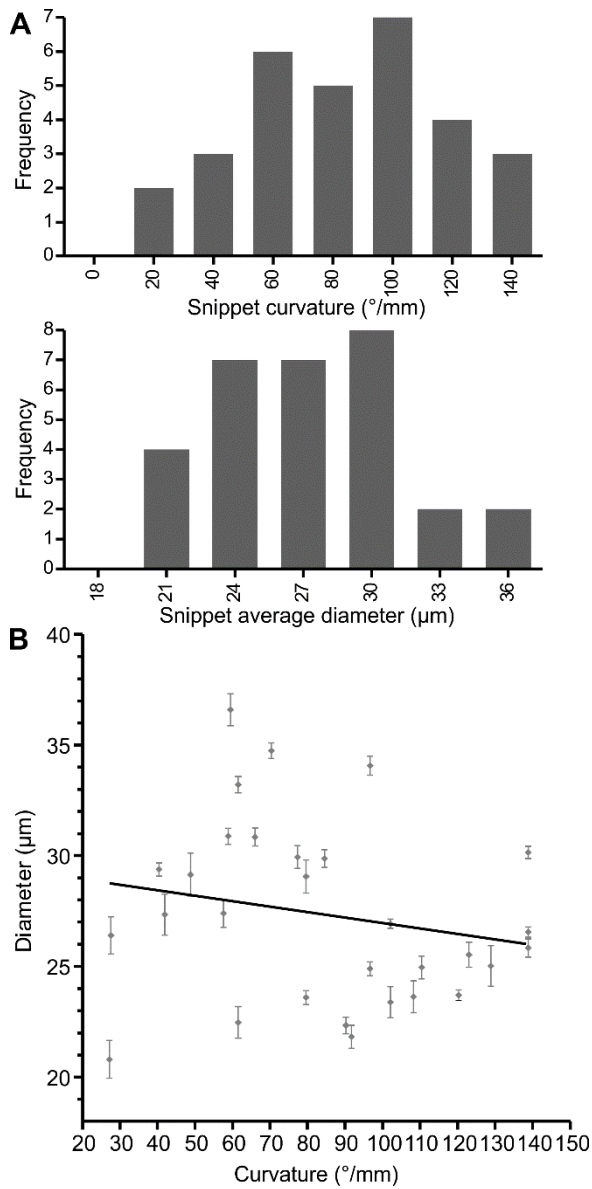 A
7
6
5
4
3
2
1
0
Frequency
0 20 40 60 80 100 120 140
Snippet curvature (°/mm)
8
7
6
5
4
3
2
1
0
Frequency
18 21 24 27 30 33 36
Snippet average diameter (µm)
B
40
35
30
25
20
Diameter (µm)
20 30 40 50 60 70 80 90 100 110 120 130 140 150
Curvature (°/mm)